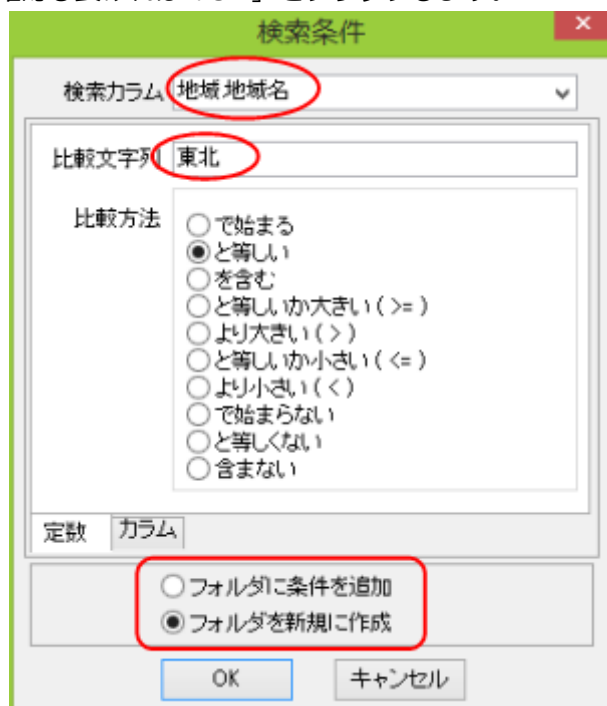 検索条件
検索カラム 地域.地域名
比較文字列 東北
比較方法
で始まる
と等しい
を含む
と等しいか大きい ( >= )
より大きい ( > )
と等しいか小さい ( <= )
より小さい ( < )
で始まらない
と等しくない
含まない
定数 カラム
フォルダに条件を追加
フォルダを新規に作成
OK キャンセル